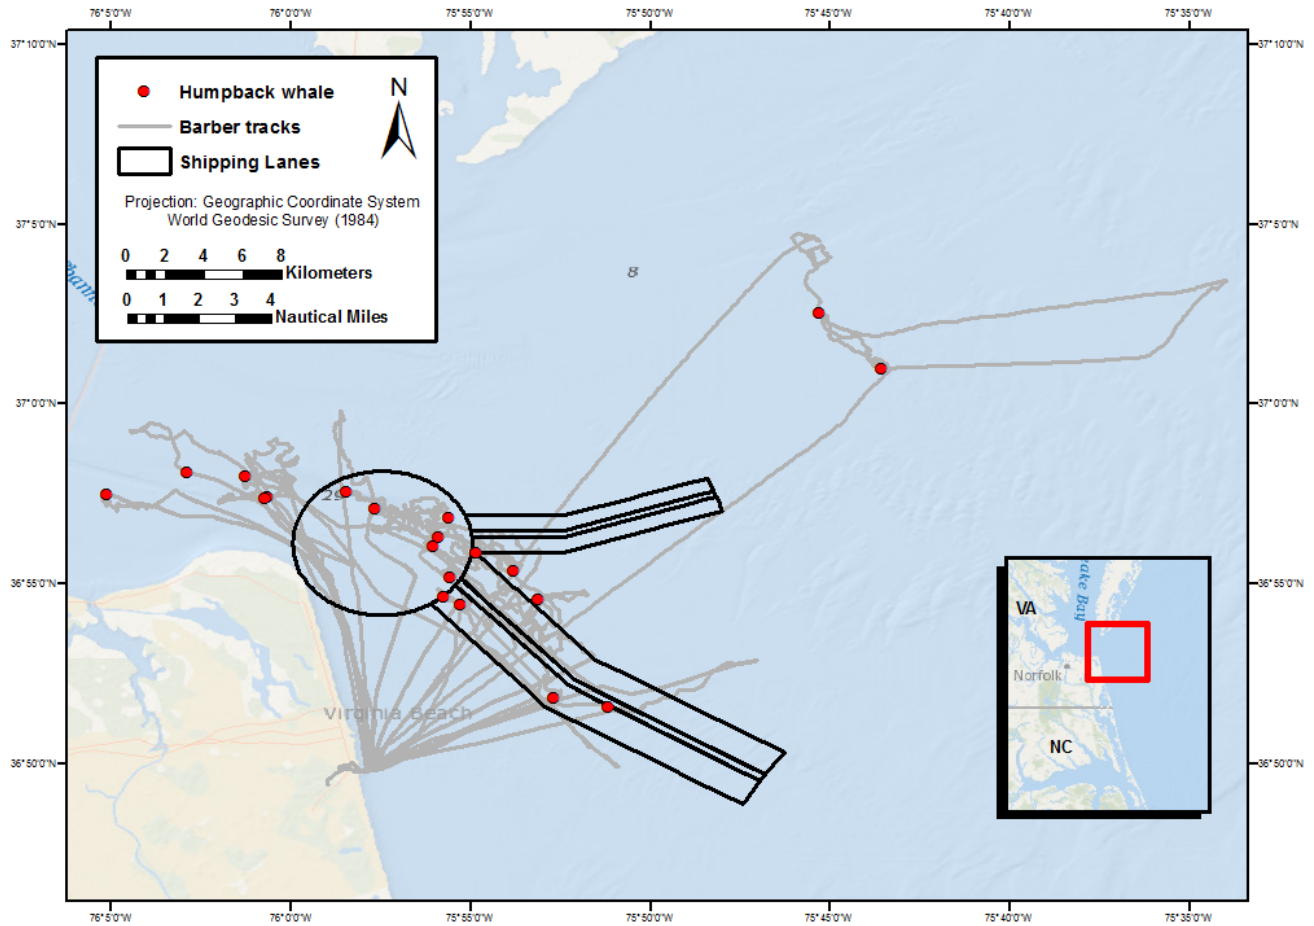 76°5'0"W 76°0'0"W 75°55'0"W 75°50'0"W 75°45'0"W 75°40'0"W 75°35'0"W
37°10'0"N 37°10'0"N
Humpback whale
N
Barber tracks
Shipping Lanes
Projection: Geographic Coordinate System
World Geodesic Survey (1984)
0 2 4 6 8
Kilometers
0 1 2 3 4
Nautical Miles
37°5'0"N 37°5'0"N
8
37°0'0"N 37°0'0"N
29
36°55'0"N 36°55'0"N
ake Bay
VA
Norfolk
NC
Virginia Beach
36°50'0"N 36°50'0"N
76°5'0"W 76°0'0"W 75°55'0"W 75°50'0"W 75°45'0"W 75°40'0"W 75°35'0"W